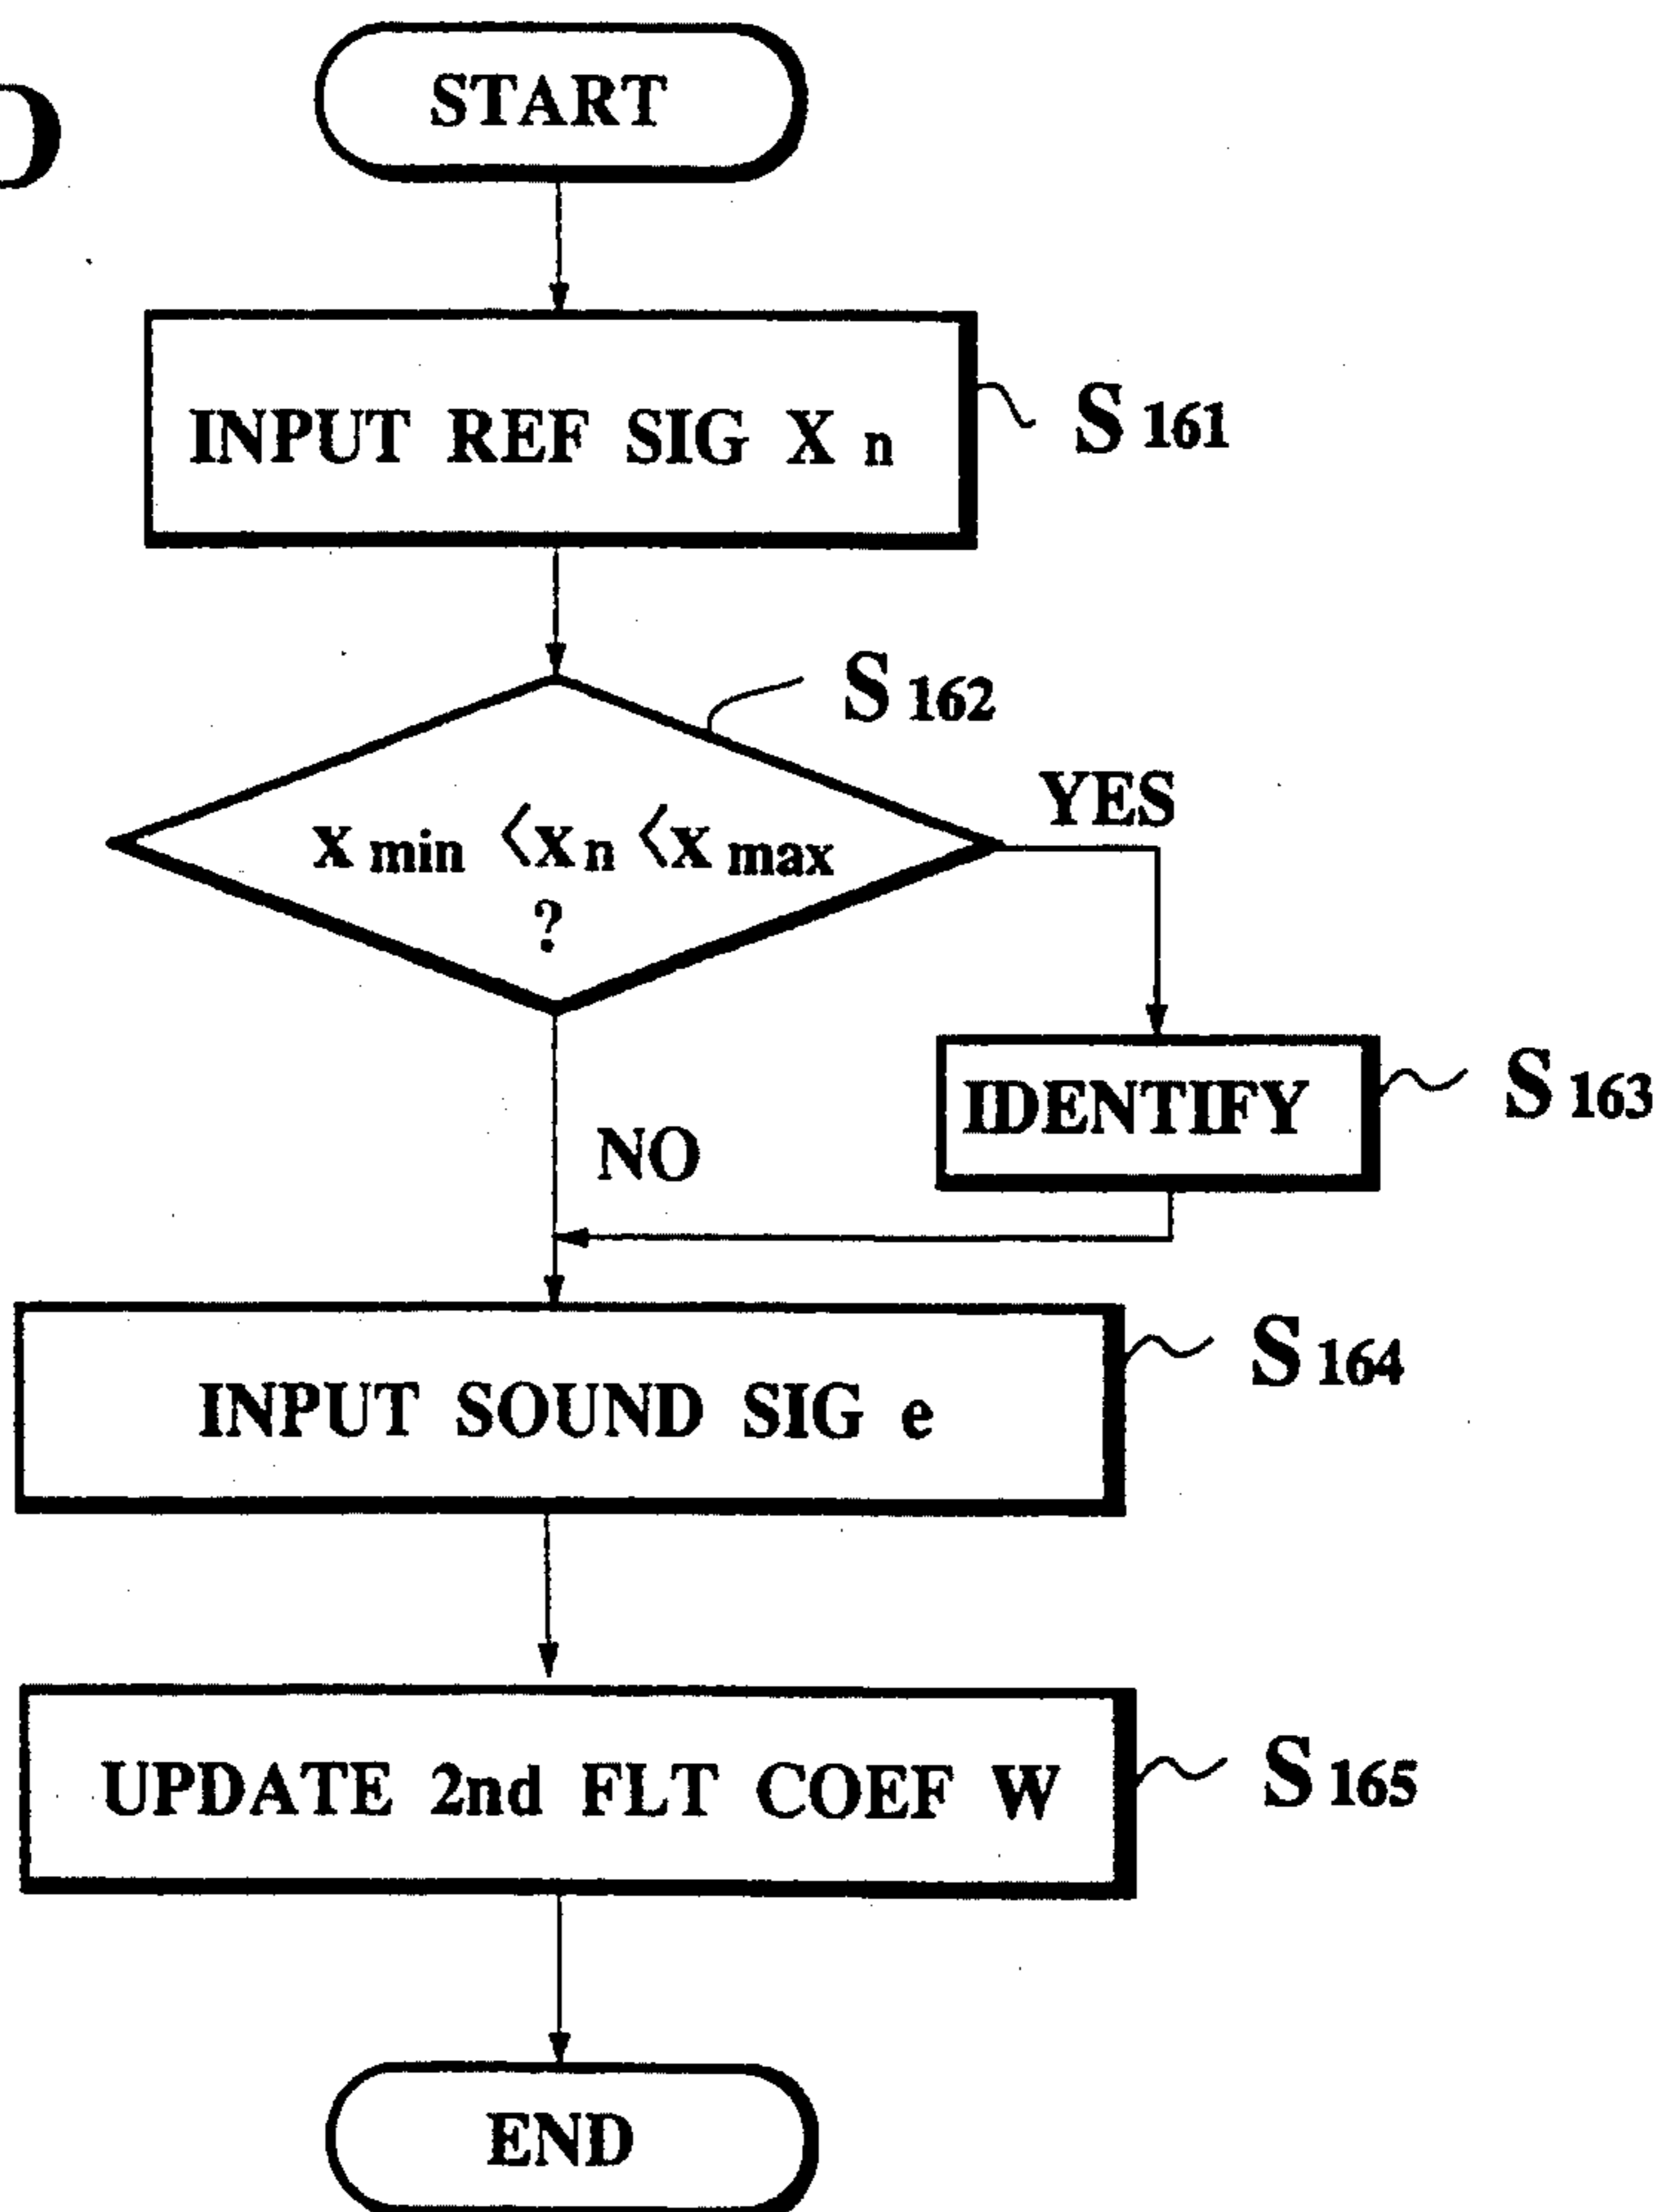 START
INPUT REF SIG X n
S 161
S 162
x min <x n <x max
?
YES
IDENTIFY
S 163
NO
INPUT SOUND SIG e
S 164
UPDATE 2nd FLT COEF W
S 165
END